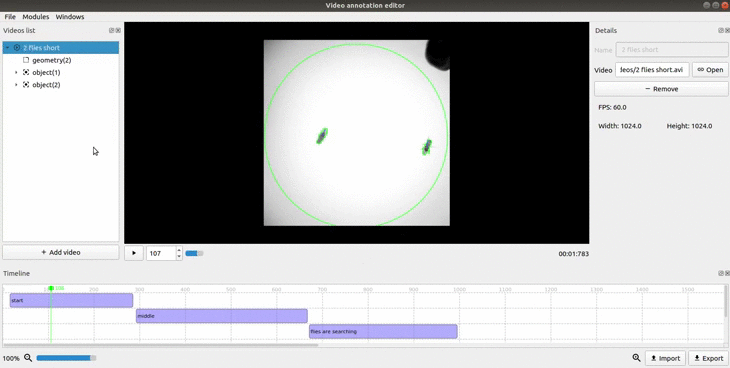 Video annotation editor
File Modules Windows
Videos list
2 flies short
geometry(2)
object(1)
object(2)
+ Add video
107
00:01:783
Details
Name 2 flies short
Video leos/2 flies short.avi Open
− Remove
FPS: 60.0
Width: 1024.0 Height: 1024.0
Timeline
200 300 400 500 600 700 800 900 1000 1100 1200 1300 1400 1500
start
middle
flies are searching
100%
Import Export